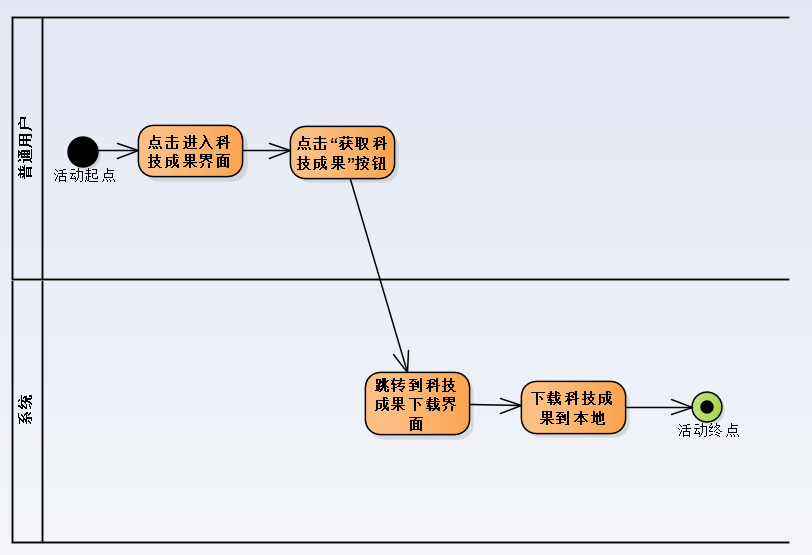 普通用户
点击进入科
技成果界面
点击“获取科
技成果”按钮
活动起点
系统
跳转到科技
成果下载界
面
下载科技成
果到本地
活动终点